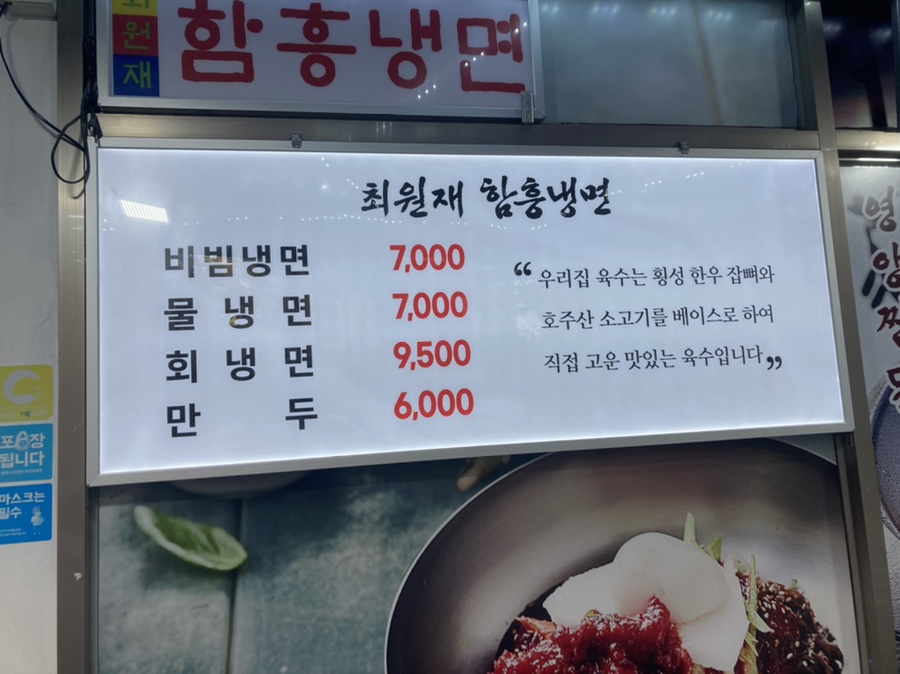 최원재
함흥냉면
최원재 함흥냉면
비빔냉면 7,000
물냉면 7,000
회냉면 9,500
만두 6,000
“우리집 육수는 횡성 한우 잡뼈와
호주산 소고기를 베이스로 하여
직접 고운 맛있는 육수입니다”
포장
됩니다
마스크는
필수